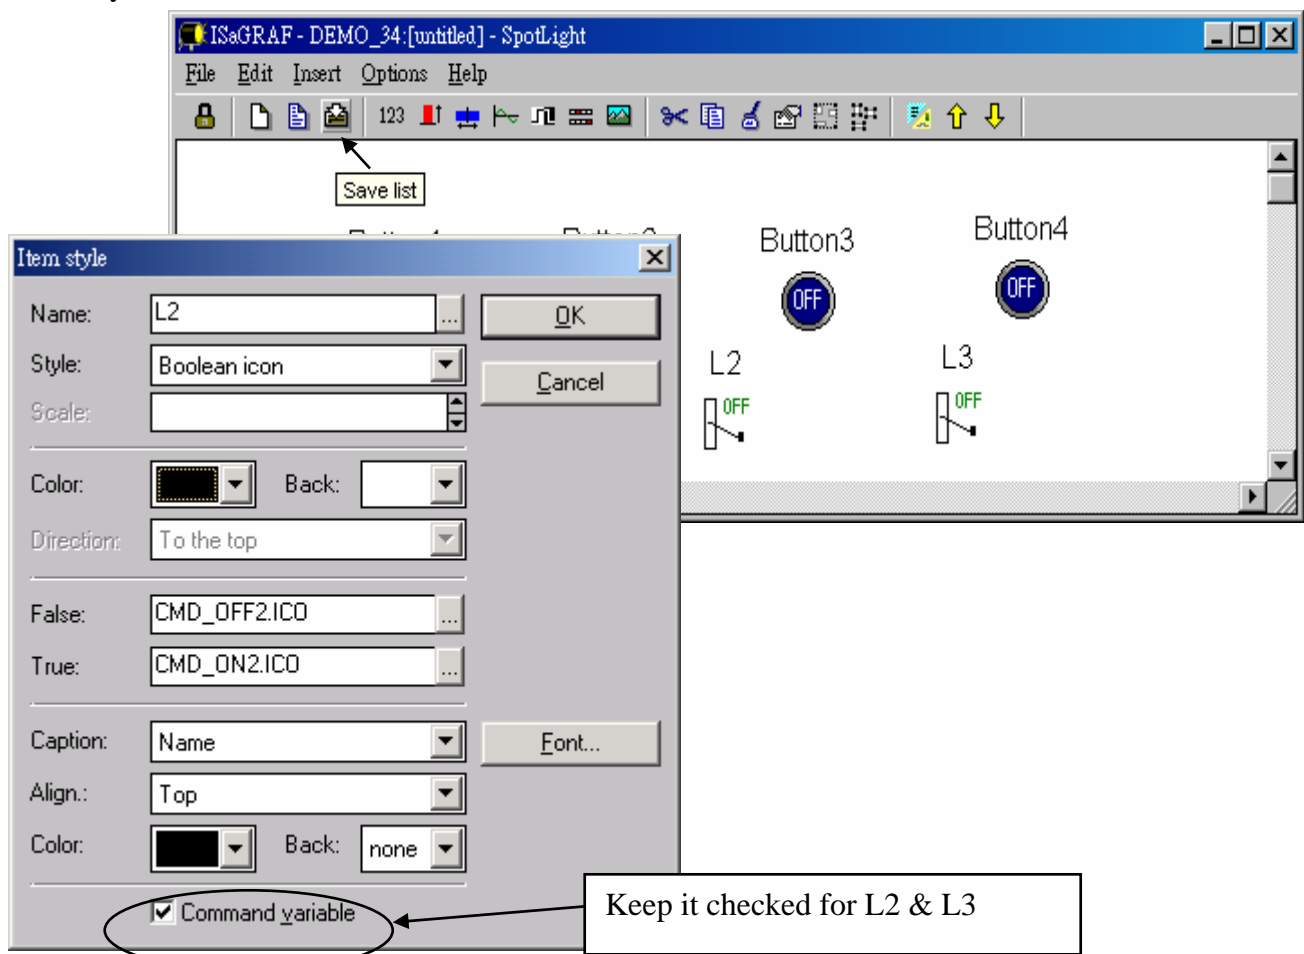 ISaGRAF - DEMO_34:[untitled] - SpotLight
File Edit Insert Options Help
123
Save list
Button3
Button4
OFF
OFF
L2
L3
OFF
OFF
Item style
Name: L2 ...
OK
Style: Boolean icon
Cancel
Scale:
Color: Back:
Direction: To the top
False: CMD_OFF2.ICO ...
True: CMD_ON2.ICO ...
Caption: Name
Font...
Align.: Top
Color: Back: none
Command variable
Keep it checked for L2 & L3